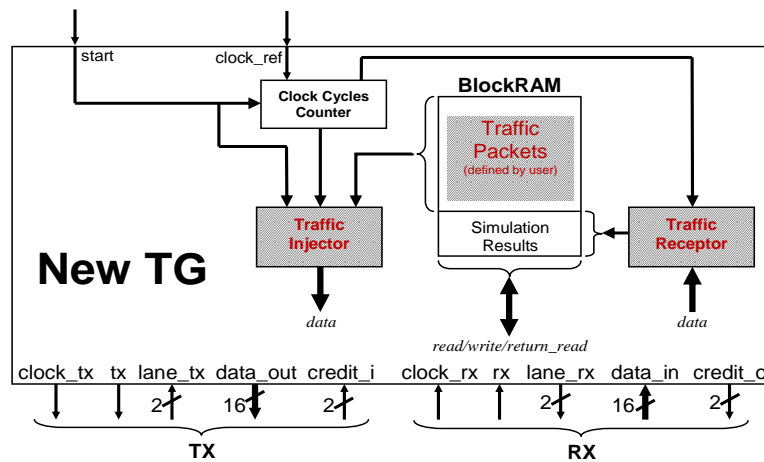 start
clock_ref
Clock Cycles
Counter
BlockRAM
Traffic
Packets
(defined by user)
Traffic
Injector
Simulation
Results
Traffic
Receptor
New TG
data
data
read/write/return_read
clock_tx tx lane_tx data_out credit_i
clock_rx rx lane_rx data_in credit_o
2 16 2
2 16 2
TX
RX